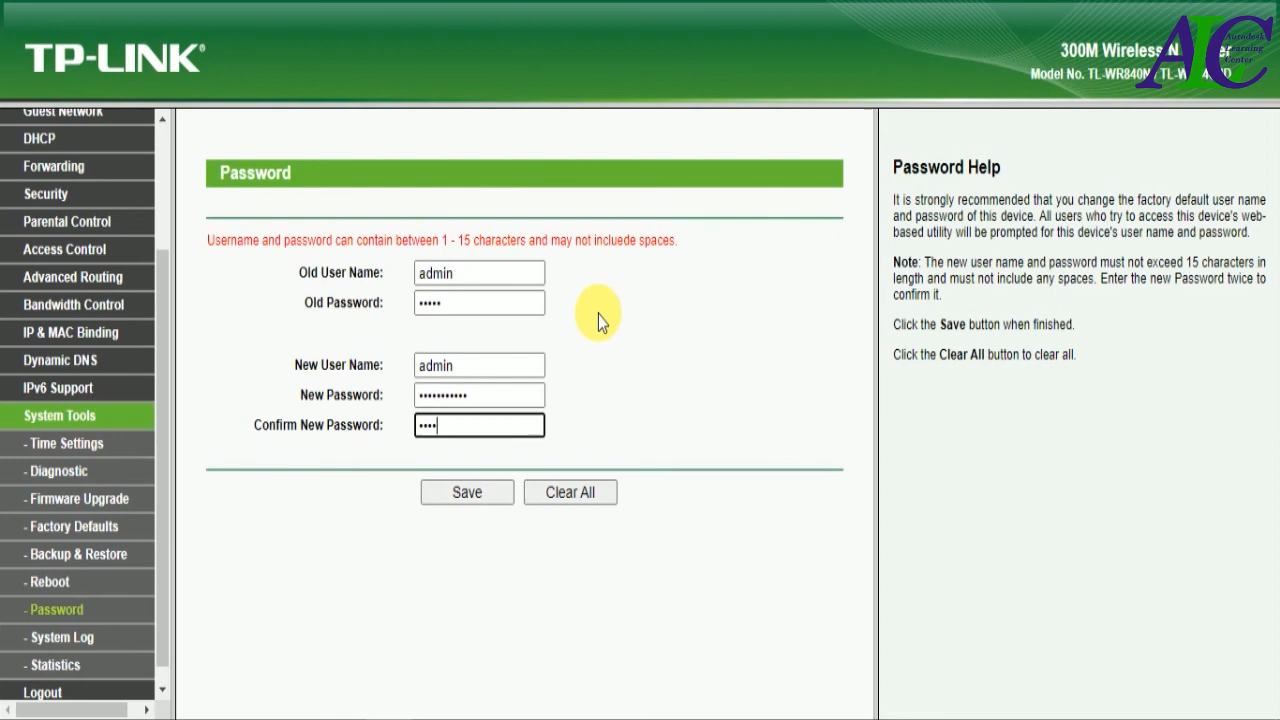 TP-LINK®
300M Wireless N
Model No. TL-WR840N / TL-W
AIC
Autodesk
Learning
Center
Guest Network
DHCP
Forwarding
Security
Parental Control
Access Control
Advanced Routing
Bandwidth Control
IP & MAC Binding
Dynamic DNS
IPv6 Support
System Tools
- Time Settings
- Diagnostic
- Firmware Upgrade
- Factory Defaults
- Backup & Restore
- Reboot
- Password
- System Log
- Statistics
Logout
Password
Username and password can contain between 1 - 15 characters and may not incluede spaces.
Old User Name: admin
Old Password: •••••
New User Name: admin
New Password: •••••••••••
Confirm New Password: ••••
Save Clear All
Password Help
It is strongly recommended that you change the factory default user name
and password of this device. All users who try to access this device's web-
based utility will be prompted for this device's user name and password.
Note: The new user name and password must not exceed 15 characters in
length and must not include any spaces. Enter the new Password twice to
confirm it.
Click the Save button when finished.
Click the Clear All button to clear all.